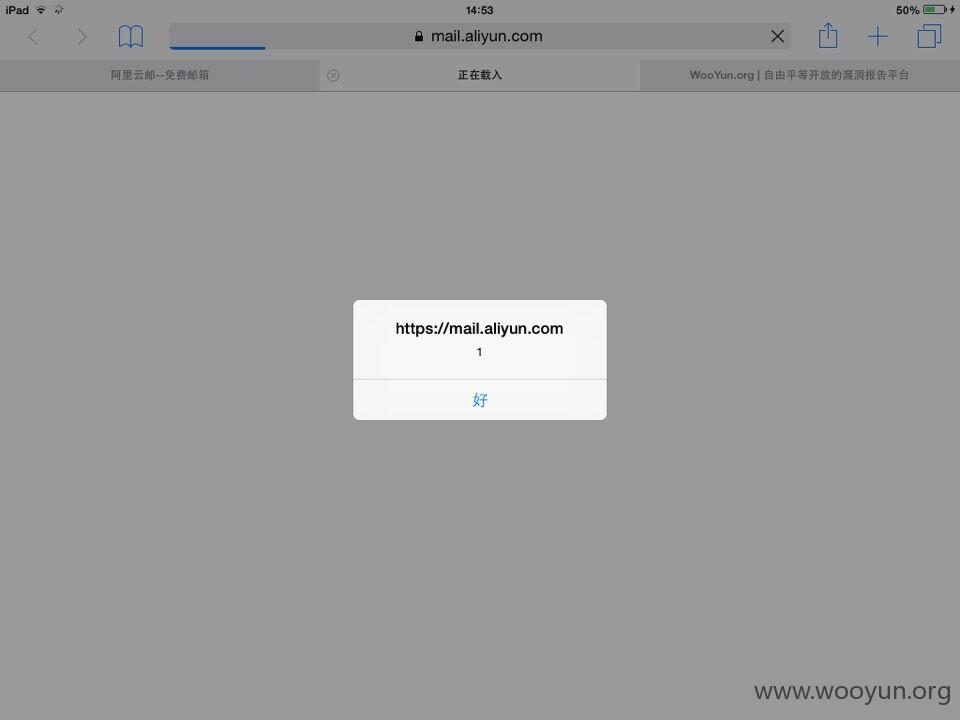 iPad 14:53 50%
mail.aliyun.com
阿里云邮--免费邮箱 正在载入 WooYun.org | 自由平等开放的漏洞报告平台
https://mail.aliyun.com
1
好
www.wooyun.org